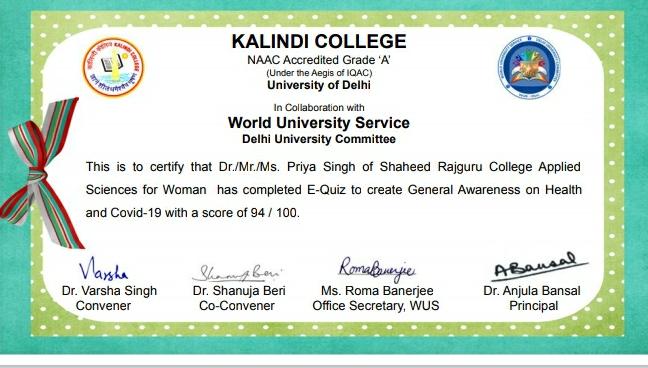 KALINDI COLLEGE
NAAC Accredited Grade ‘A’
(Under the Aegis of IQAC)
University of Delhi
In Collaboration with
World University Service
Delhi University Committee
This is to certify that Dr./Mr./Ms. Priya Singh of Shaheed Rajguru College Applied
Sciences for Woman has completed E-Quiz to create General Awareness on Health
and Covid-19 with a score of 94 / 100.
Varsha
Shanuja Beri
Roma Banerjee
ABansal
Dr. Varsha Singh
Dr. Shanuja Beri
Ms. Roma Banerjee
Dr. Anjula Bansal
Convener
Co-Convener
Office Secretary, WUS
Principal